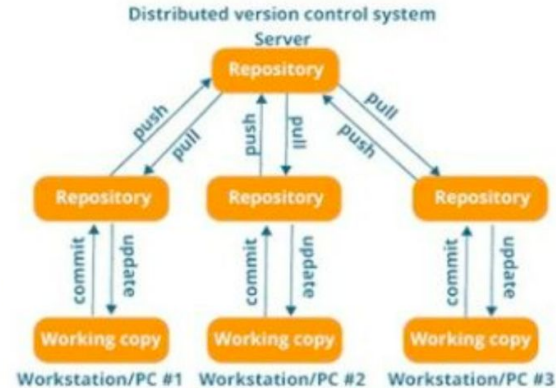 Distributed version control system
Server
Repository
push
pull
push
pull
pull
push
Repository
Repository
Repository
commit
update
commit
update
commit
update
Working copy
Working copy
Working copy
Workstation/PC #1
Workstation/PC #2
Workstation/PC #3